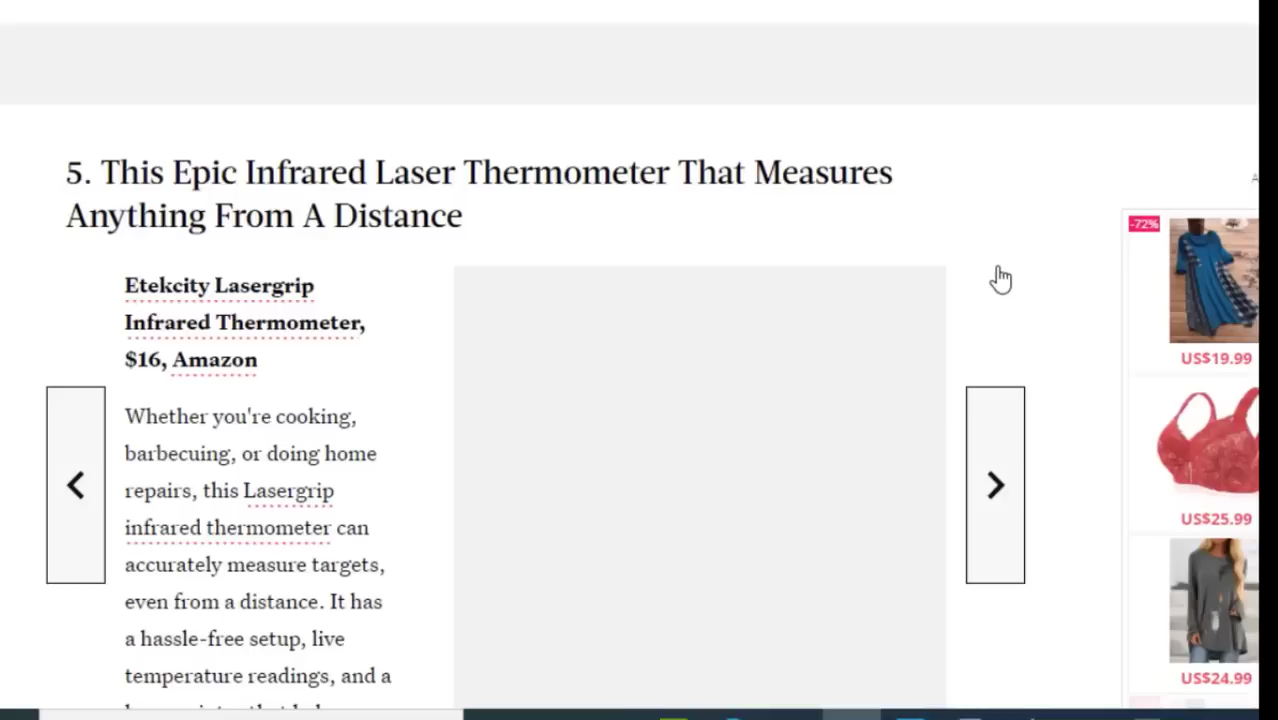 5. This Epic Infrared Laser Thermometer That Measures
Anything From A Distance
Etekcity Lasergrip
Infrared Thermometer,
$16, Amazon
Whether you're cooking,
barbecuing, or doing home
repairs, this Lasergrip
infrared thermometer can
accurately measure targets,
even from a distance. It has
a hassle-free setup, live
temperature readings, and a
-72%
US$19.99
US$25.99
US$24.99